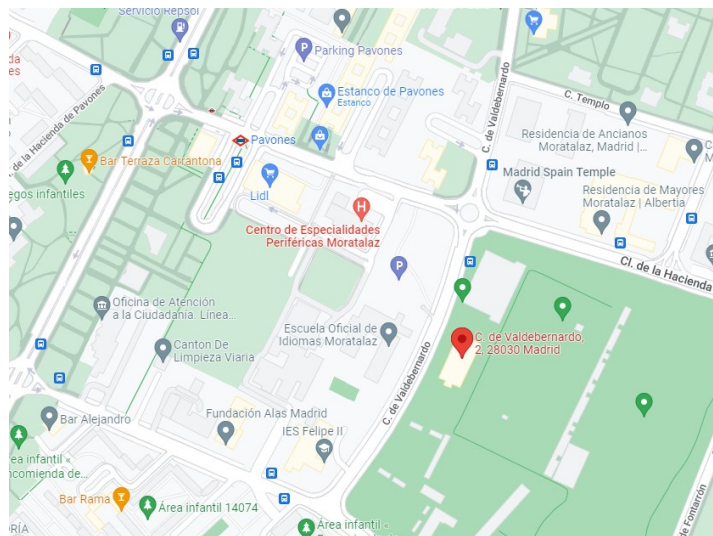 Servicio Repsol
Parking Pavones
Estanco de Pavones
Estanco
C. de la Hacienda de Pavones
Pavones
C. de Valdebernardo
C. Templo
Residencia de Ancianos
Moratalaz, Madrid |...
Bar Terraza Carrantona
Lidl
Madrid Spain Temple
Residencia de Mayores
Moratalaz | Albertia
egos infantiles
H
Centro de Especialidades
Periféricas Moratalaz
P
P
Cl. de la Hacienda
Oficina de Atención
a la Ciudadanía. Línea...
Escuela Oficial de
Idiomas Moratalaz
Canton De
Limpieza Viaria
C. de Valdebernardo,
2, 28030 Madrid
C. de Valdebernardo
Bar Alejandro
Fundación Alas Madrid
IES Felipe II
ea infantil «
ncomienda de...
Bar Rama
Área infantil 14074
Área infantil «
de Fontarrón
RÍA